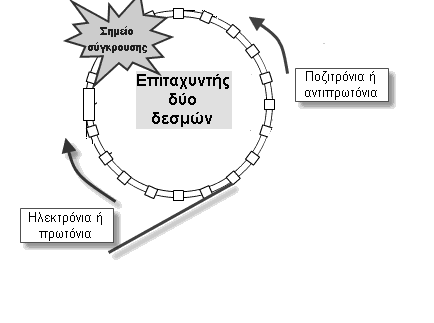 Σημείο
σύγκρουσης
Επιταχυντής
δύο
δεσμών
Ποζιτρόνια ή
αντιπρωτόνια
Ηλεκτρόνια ή
πρωτόνια